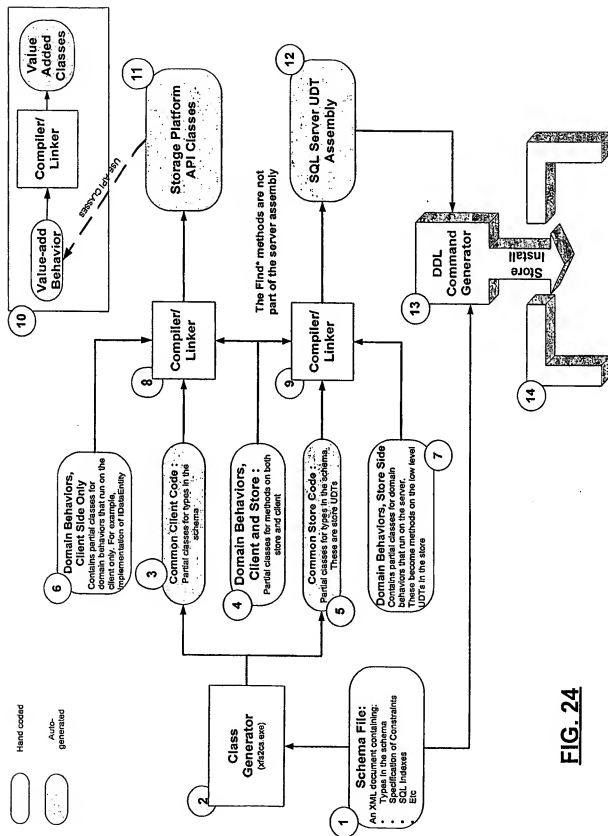 Hand coded
Auto-
generated
1
Schema File:
An XML document containing:
• Types in the schema
• Specification of Constraints
• SQL Indexes
• Etc
2
Class
Generator
(xfs2cs.exe)
6
Domain Behaviors,
Client Side Only
Contains partial classes for
domain behaviors that run on the
client only. For example,
implementation of IDataEntity
3
Common Client Code :
Partial classes for types in the
schema
4
Domain Behaviors,
Client and Store :
Partial classes for methods on both
store and client
5
Common Store Code :
Partial classes for types in the schema,
These are store UDTs
7
Domain Behaviors, Store Side
Contains partial classes for domain
behaviors that run on the server.
These become methods on the low level
UDTs in the store
8
Compiler/
Linker
9
Compiler/
Linker
The Find* methods are not
part of the server assembly
10
Value-add
Behavior
Compiler/
Linker
Value
Added
Classes
USE API CLASSES
11
Storage Platform
API Classes
12
SQL Server UDT
Assembly
13
DDL
Command
Generator
Store
Install
14
FIG. 24